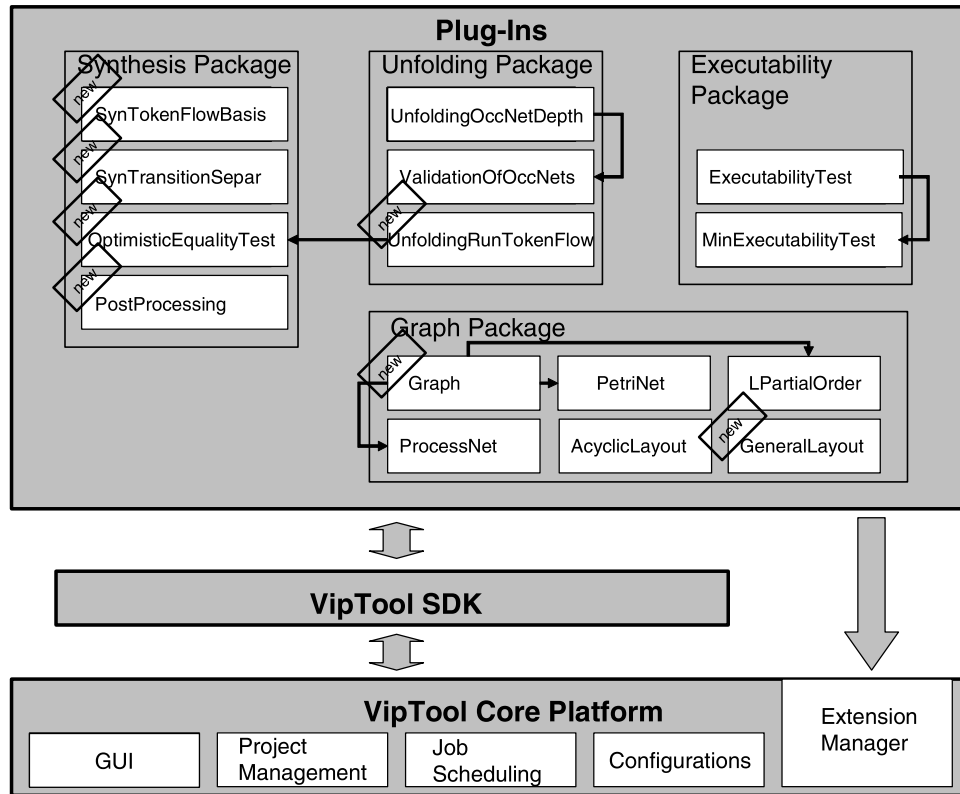 Plug-Ins
Synthesis Package
new
SynTokenFlowBasis
new
SynTransitionSepar
new
OptimisticEqualityTest
new
PostProcessing
Unfolding Package
UnfoldingOccNetDepth
ValidationOfOccNets
new
UnfoldingRunTokenFlow
Executability
Package
ExecutabilityTest
MinExecutabilityTest
Graph Package
new
Graph
PetriNet
LPartialOrder
ProcessNet
AcyclicLayout
new
GeneralLayout
VipTool SDK
VipTool Core Platform
GUI
Project
Management
Job
Scheduling
Configurations
Extension
Manager